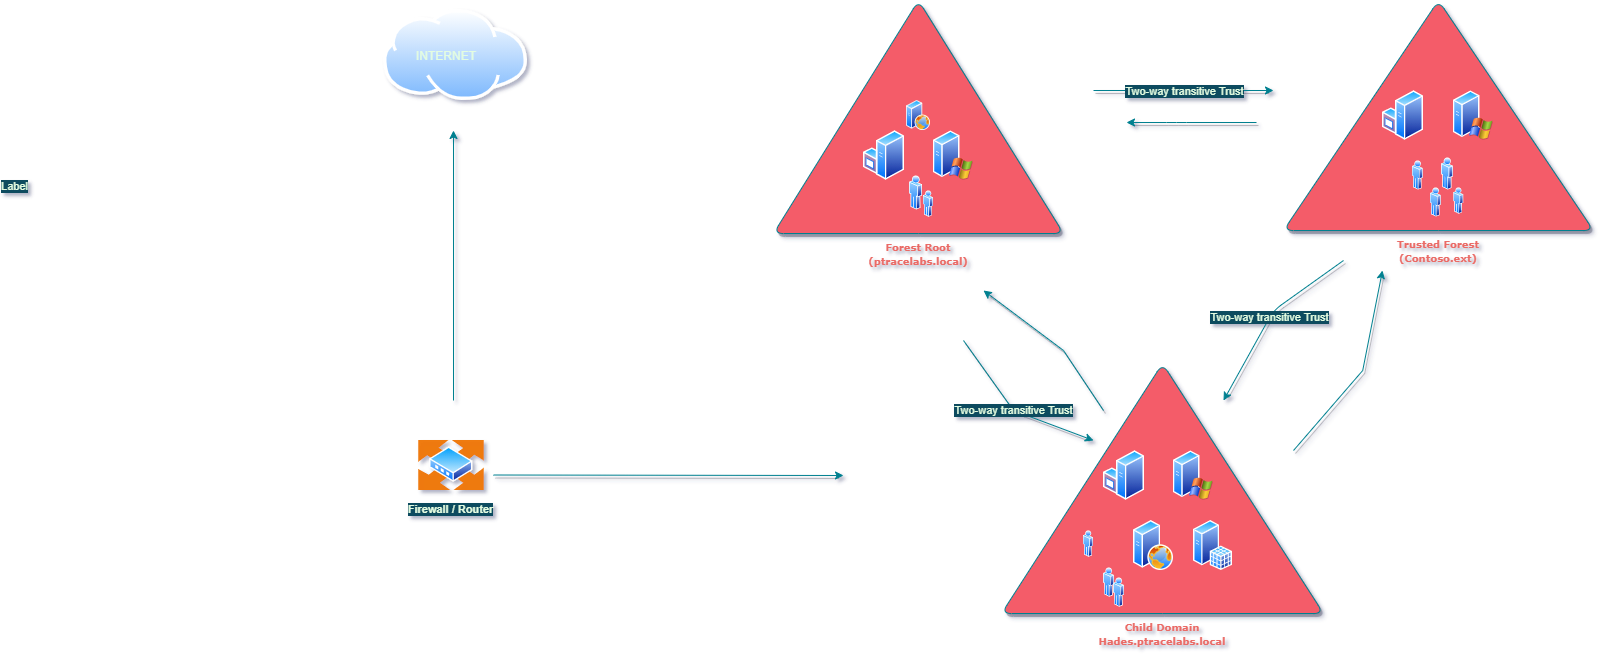 INTERNET
Two-way transitive Trust
Label
Forest Root
(ptracelabs.local)
Trusted Forest
(Contoso.ext)
Two-way transitive Trust
Two-way transitive Trust
Firewall / Router
Child Domain
Hades.ptracelabs.local